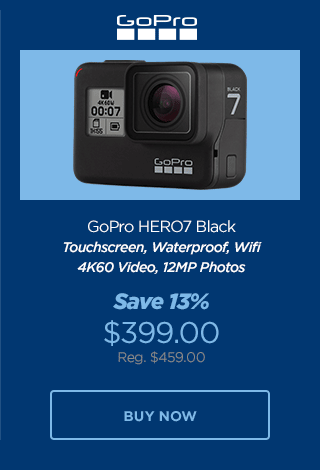 GoPro
4K60W
00:07
BLACK
7
GoPro
GoPro HERO7 Black
Touchscreen, Waterproof, Wifi
4K60 Video, 12MP Photos
Save 13%
$399.00
Reg. $459.00
BUY NOW